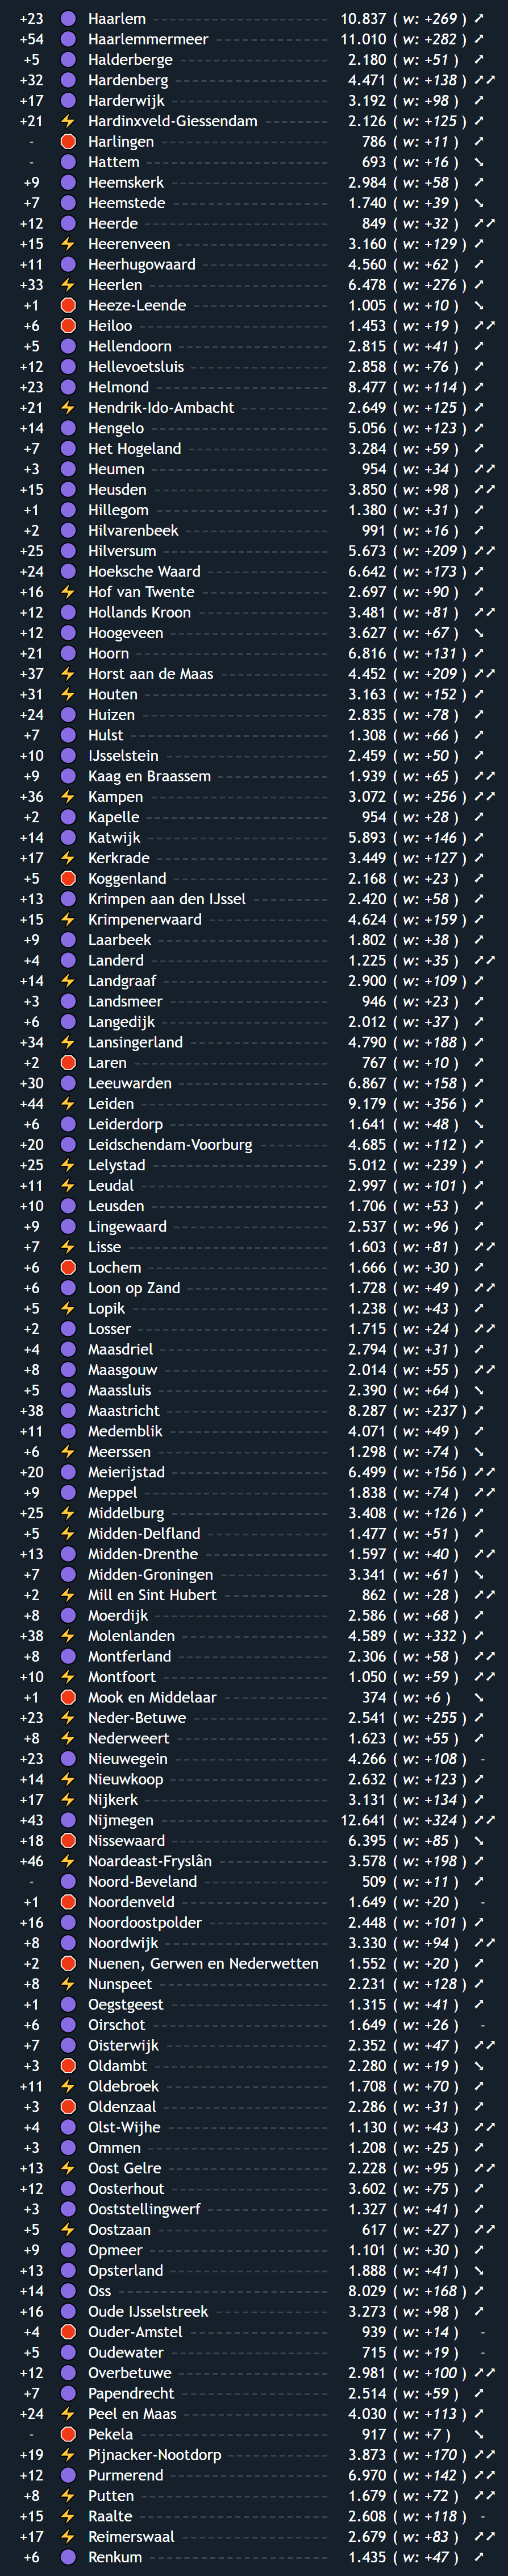 +23 Haarlem 10.837 ( w: +269 )
+54 Haarlemmermeer 11.010 ( w: +282 )
+5 Halderberge 2.180 ( w: +51 )
+32 Hardenberg 4.471 ( w: +138 )
+17 Harderwijk 3.192 ( w: +98 )
+21 Hardinxveld-Giessendam 2.126 ( w: +125 )
- Harlingen 786 ( w: +11 )
- Hattem 693 ( w: +16 )
+9 Heemskerk 2.984 ( w: +58 )
+7 Heemstede 1.740 ( w: +39 )
+12 Heerde 849 ( w: +32 )
+15 Heerenveen 3.160 ( w: +129 )
+11 Heerhugowaard 4.560 ( w: +62 )
+33 Heerlen 6.478 ( w: +276 )
+1 Heeze-Leende 1.005 ( w: +10 )
+6 Heiloo 1.453 ( w: +19 )
+5 Hellendoorn 2.815 ( w: +41 )
+12 Hellevoetsluis 2.858 ( w: +76 )
+23 Helmond 8.477 ( w: +114 )
+21 Hendrik-Ido-Ambacht 2.649 ( w: +125 )
+14 Hengelo 5.056 ( w: +123 )
+7 Het Hogeland 3.284 ( w: +59 )
+3 Heumen 954 ( w: +34 )
+15 Heusden 3.850 ( w: +98 )
+1 Hillegom 1.380 ( w: +31 )
+2 Hilvarenbeek 991 ( w: +16 )
+25 Hilversum 5.673 ( w: +209 )
+24 Hoeksche Waard 6.642 ( w: +173 )
+16 Hof van Twente 2.697 ( w: +90 )
+12 Hollands Kroon 3.481 ( w: +81 )
+12 Hoogeveen 3.627 ( w: +67 )
+21 Hoorn 6.816 ( w: +131 )
+37 Horst aan de Maas 4.452 ( w: +209 )
+31 Houten 3.163 ( w: +152 )
+24 Huizen 2.835 ( w: +78 )
+7 Hulst 1.308 ( w: +66 )
+10 IJsselstein 2.459 ( w: +50 )
+9 Kaag en Braassem 1.939 ( w: +65 )
+36 Kampen 3.072 ( w: +256 )
+2 Kapelle 954 ( w: +28 )
+14 Katwijk 5.893 ( w: +146 )
+17 Kerkrade 3.449 ( w: +127 )
+5 Koggenland 2.168 ( w: +23 )
+13 Krimpen aan den IJssel 2.420 ( w: +58 )
+15 Krimpenerwaard 4.624 ( w: +159 )
+9 Laarbeek 1.802 ( w: +38 )
+4 Landerd 1.225 ( w: +35 )
+14 Landgraaf 2.900 ( w: +109 )
+3 Landsmeer 946 ( w: +23 )
+6 Langedijk 2.012 ( w: +37 )
+34 Lansingerland 4.790 ( w: +188 )
+2 Laren 767 ( w: +10 )
+30 Leeuwarden 6.867 ( w: +158 )
+44 Leiden 9.179 ( w: +356 )
+6 Leiderdorp 1.641 ( w: +48 )
+20 Leidschendam-Voorburg 4.685 ( w: +112 )
+25 Lelystad 5.012 ( w: +239 )
+11 Leudal 2.997 ( w: +101 )
+10 Leusden 1.706 ( w: +53 )
+9 Lingewaard 2.537 ( w: +96 )
+7 Lisse 1.603 ( w: +81 )
+6 Lochem 1.666 ( w: +30 )
+6 Loon op Zand 1.728 ( w: +49 )
+5 Lopik 1.238 ( w: +43 )
+2 Losser 1.715 ( w: +24 )
+4 Maasdriel 2.794 ( w: +31 )
+8 Maasgouw 2.014 ( w: +55 )
+5 Maassluis 2.390 ( w: +64 )
+38 Maastricht 8.287 ( w: +237 )
+11 Medemblik 4.071 ( w: +49 )
+6 Meerssen 1.298 ( w: +74 )
+20 Meierijstad 6.499 ( w: +156 )
+9 Meppel 1.838 ( w: +74 )
+25 Middelburg 3.408 ( w: +126 )
+5 Midden-Delfland 1.477 ( w: +51 )
+13 Midden-Drenthe 1.597 ( w: +40 )
+7 Midden-Groningen 3.341 ( w: +61 )
+2 Mill en Sint Hubert 862 ( w: +28 )
+8 Moerdijk 2.586 ( w: +68 )
+38 Molenlanden 4.589 ( w: +332 )
+8 Montferland 2.306 ( w: +58 )
+10 Montfoort 1.050 ( w: +59 )
+1 Mook en Middelaar 374 ( w: +6 )
+23 Neder-Betuwe 2.541 ( w: +255 )
+8 Nederweert 1.623 ( w: +55 )
+23 Nieuwegein 4.266 ( w: +108 ) -
+14 Nieuwkoop 2.632 ( w: +123 )
+17 Nijkerk 3.131 ( w: +134 )
+43 Nijmegen 12.641 ( w: +324 )
+18 Nissewaard 6.395 ( w: +85 )
+46 Noardeast-Fryslân 3.578 ( w: +198 )
- Noord-Beveland 509 ( w: +11 )
+1 Noordenveld 1.649 ( w: +20 ) -
+16 Noordoostpolder 2.448 ( w: +101 )
+8 Noordwijk 3.330 ( w: +94 )
+2 Nuenen, Gerwen en Nederwetten 1.552 ( w: +20 )
+8 Nunspeet 2.231 ( w: +128 )
+1 Oegstgeest 1.315 ( w: +41 )
+6 Oirschot 1.649 ( w: +26 ) -
+7 Oisterwijk 2.352 ( w: +47 )
+3 Oldambt 2.280 ( w: +19 )
+11 Oldebroek 1.708 ( w: +70 )
+3 Oldenzaal 2.286 ( w: +31 )
+4 Olst-Wijhe 1.130 ( w: +43 )
+3 Ommen 1.208 ( w: +25 )
+13 Oost Gelre 2.228 ( w: +95 )
+12 Oosterhout 3.602 ( w: +75 )
+3 Ooststellingwerf 1.327 ( w: +41 )
+5 Oostzaan 617 ( w: +27 )
+9 Opmeer 1.101 ( w: +30 )
+13 Opsterland 1.888 ( w: +41 )
+14 Oss 8.029 ( w: +168 )
+16 Oude IJsselstreek 3.273 ( w: +98 )
+4 Ouder-Amstel 939 ( w: +14 ) -
+5 Oudewater 715 ( w: +19 ) -
+12 Overbetuwe 2.981 ( w: +100 )
+7 Papendrecht 2.514 ( w: +59 )
+24 Peel en Maas 4.030 ( w: +113 )
- Pekela 917 ( w: +7 )
+19 Pijnacker-Nootdorp 3.873 ( w: +170 )
+12 Purmerend 6.970 ( w: +142 )
+8 Putten 1.679 ( w: +72 )
+15 Raalte 2.608 ( w: +118 ) -
+17 Reimerswaal 2.679 ( w: +83 )
+6 Renkum 1.435 ( w: +47 )